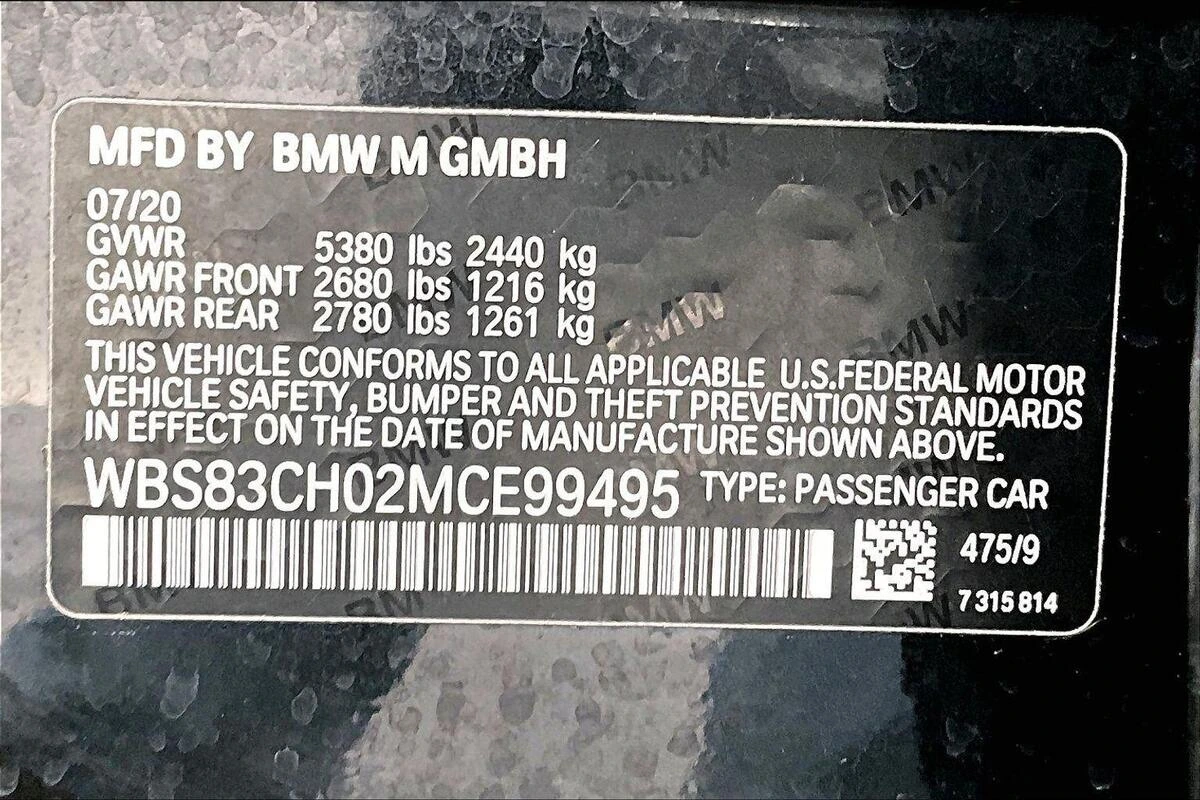 MFD BY BMW M GMBH
07/20
GVWR 5380 lbs 2440 kg
GAWR FRONT 2680 lbs 1216 kg
GAWR REAR 2780 lbs 1261 kg
THIS VEHICLE CONFORMS TO ALL APPLICABLE U.S.FEDERAL MOTOR
VEHICLE SAFETY, BUMPER AND THEFT PREVENTION STANDARDS
IN EFFECT ON THE DATE OF MANUFACTURE SHOWN ABOVE.
WBS83CH02MCE99495 TYPE: PASSENGER CAR
475/9
7 315 814